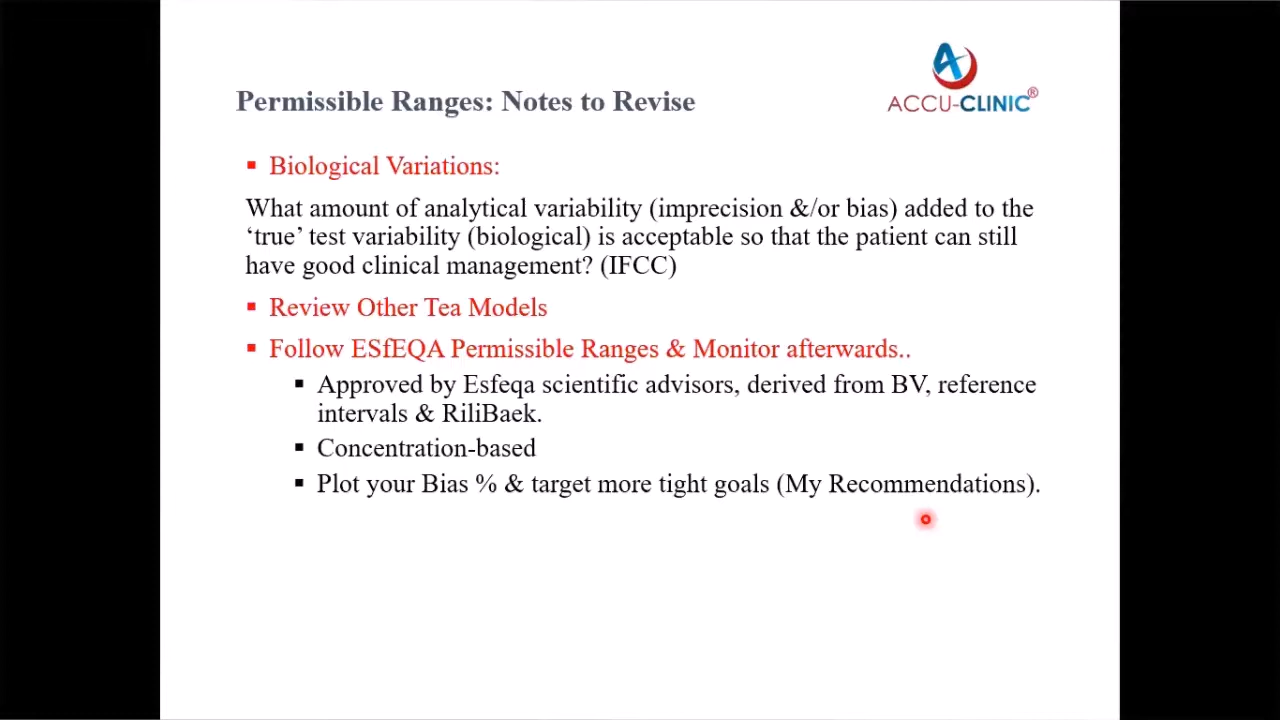 ACCU-CLINIC®
Permissible Ranges: Notes to Revise
▪ Biological Variations:
What amount of analytical variability (imprecision &/or bias) added to the
‘true’ test variability (biological) is acceptable so that the patient can still
have good clinical management? (IFCC)
▪ Review Other Tea Models
▪ Follow ESfEQA Permissible Ranges & Monitor afterwards..
▪ Approved by Esfeqa scientific advisors, derived from BV, reference
intervals & RiliBaek.
▪ Concentration-based
▪ Plot your Bias % & target more tight goals (My Recommendations).